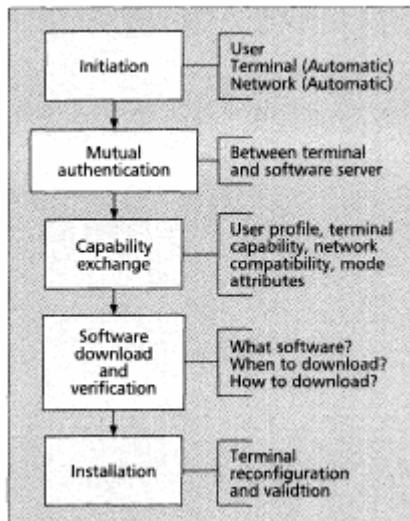 Initiation
User
Terminal (Automatic)
Network (Automatic)
Mutual
authentication
Between terminal
and software server
Capability
exchange
User profile, terminal
capability, network
compatibility, mode
attributes
Software
download
and
verification
What software?
When to download?
How to download?
Installation
Terminal
reconfiguration
and validtion